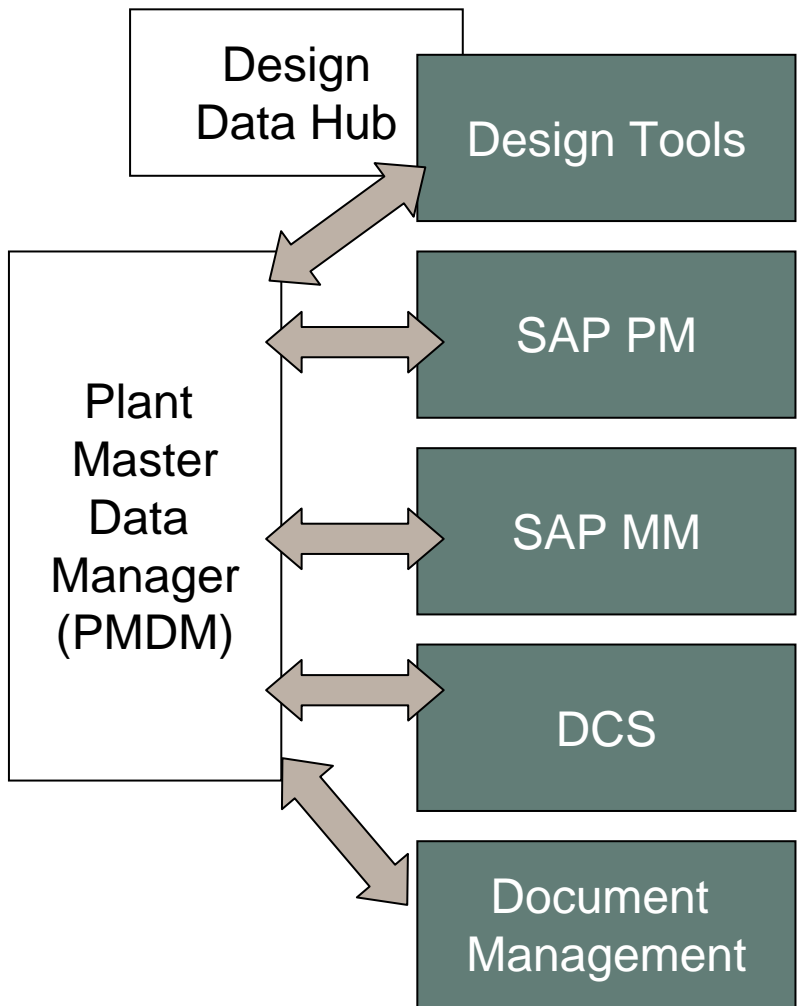 Design
Data Hub
Design Tools
SAP PM
Plant
Master
Data
Manager
(PMDM)
SAP MM
DCS
Document
Management